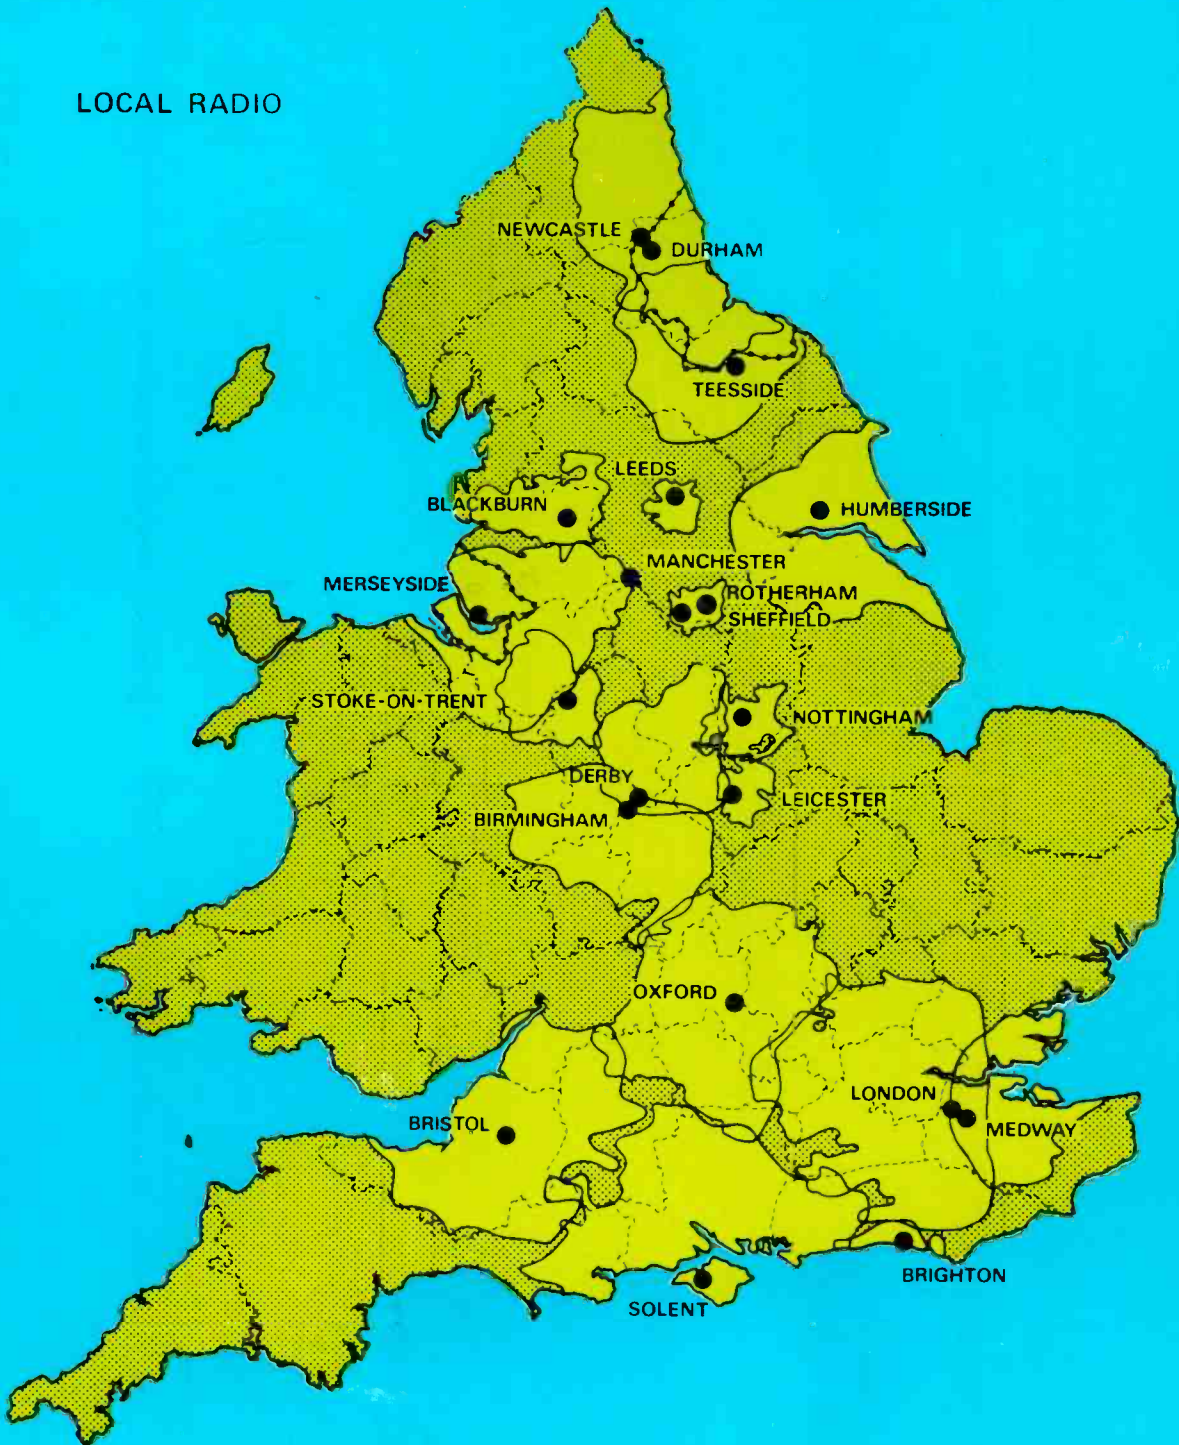 LOCAL RADIO
NEWCASTLE
DURHAM
TEESSIDE
LEEDS
BLACKBURN
HUMBERSIDE
MANCHESTER
MERSEYSIDE
ROTHERHAM
SHEFFIELD
STOKE-ON-TRENT
NOTTINGHAM
DERBY
LEICESTER
BIRMINGHAM
OXFORD
LONDON
BRISTOL
MEDWAY
BRIGHTON
SOLENT